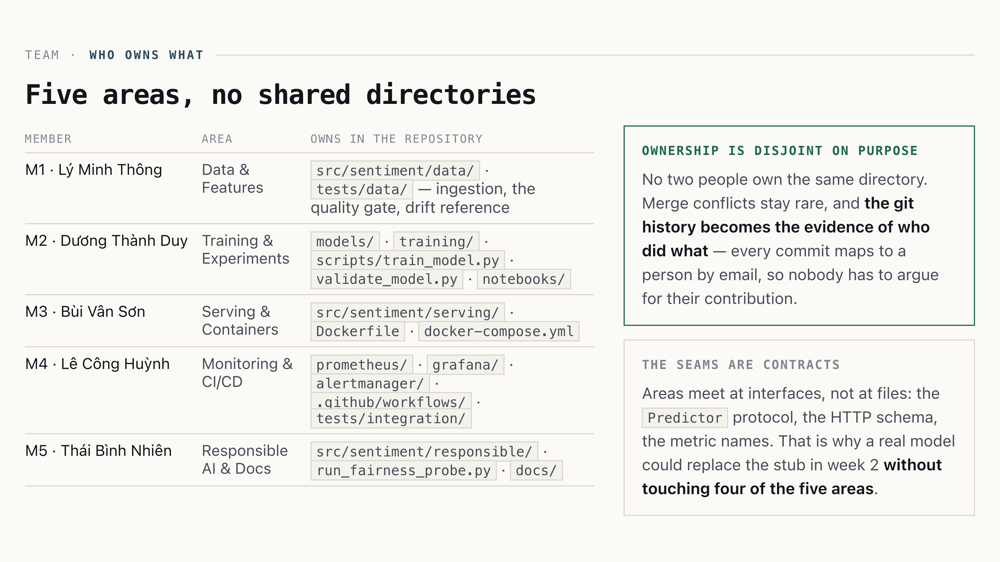 TEAM · WHO OWNS WHAT
Five areas, no shared directories
MEMBER AREA OWNS IN THE REPOSITORY
M1 · Lý Minh Thông
Data &
Features
src/sentiment/data/ ·
tests/data/ — ingestion, the
quality gate, drift reference
M2 · Dương Thành Duy
Training &
Experiments
models/ · training/ ·
scripts/train_model.py ·
validate_model.py · notebooks/
M3 · Bùi Vân Sơn
Serving &
Containers
src/sentiment/serving/ ·
Dockerfile · docker-compose.yml
M4 · Lê Công Huỳnh
Monitoring &
CI/CD
prometheus/ · grafana/ ·
alertmanager/ ·
.github/workflows/ ·
tests/integration/
M5 · Thái Bình Nhiên
Responsible
AI & Docs
src/sentiment/responsible/ ·
run_fairness_probe.py · docs/
OWNERSHIP IS DISJOINT ON PURPOSE
No two people own the same directory.
Merge conflicts stay rare, and the git
history becomes the evidence of who
did what — every commit maps to a
person by email, so nobody has to argue
for their contribution.
THE SEAMS ARE CONTRACTS
Areas meet at interfaces, not at files: the
Predictor protocol, the HTTP schema,
the metric names. That is why a real model
could replace the stub in week 2 without
touching four of the five areas.